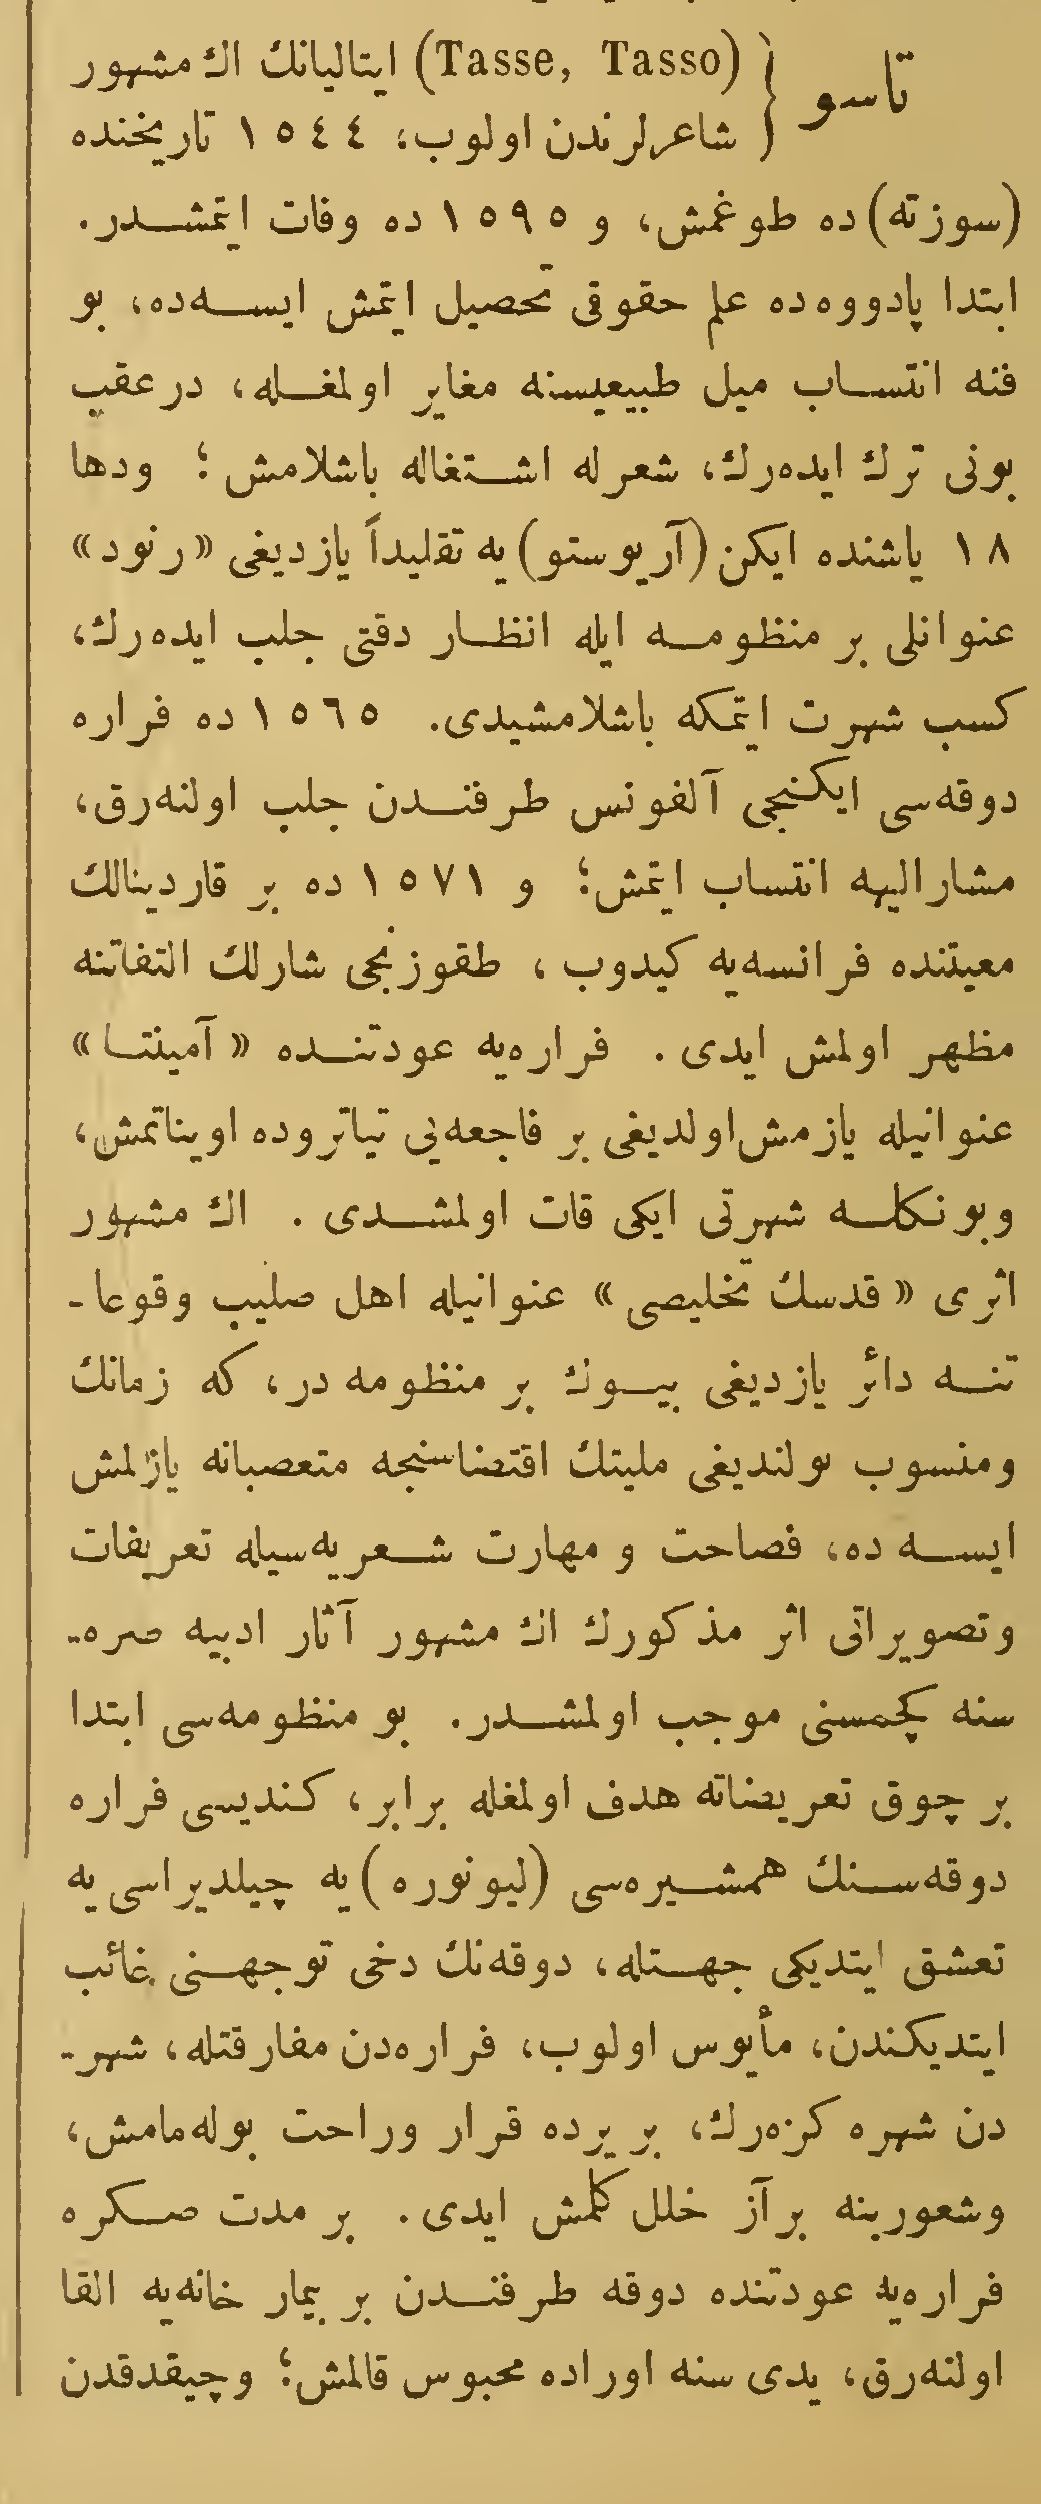 تاسو {(Tasse, Tasso) ایتالیانك اك مشهور
شاعرلرندن اولوب، ١٥٤٤ تاریخنده
(سوزته) ده طوغمش، و ١٥٩٥ ده وفات ایتمشدر.
ابتدا پادووه‌ده علم حقوقی تحصیل ایتمش ایسه‌ده، بو
فنه انتساب میل طبیعیسنه مغایر اولمغله، درعقب
بونی ترك ایده‌رك، شعرله اشتغاله باشلامش؛ ودها
١٨ یاشنده ایکن (آریوستو) یه تقلیداً یازدیغی «رنود»
عنوانلی بر منظومه ایله انظار دقتی جلب ایده‌رك،
کسب شهرت ایتمکه باشلامشیدی. ١٥٦٥ ده فراره
دوقه‌سی ایکنجی آلفونس طرفندن جلب اولنه‌رق،
مشارالیه انتساب ایتمش؛ و ١٥٧١ ده بر قاردینالك
معیتنده فرانسه‌یه کیدوب، طقوزنجی شارلك التفاتنه
مظهر اولمش ایدی. فراره‌یه عودتنده «آمینتا»
عنوانیله یازمش اولدیغی بر فاجعه‌یی تیاتروده اویناتمش،
وبونکله شهرتی ایکی قات اولمشدی. اك مشهور
اثری «قدسك تخلیصی» عنوانیله اهل صلیب وقوعا-
تنه دائر یازدیغی بیوك بر منظومه‌در، که زمانك
ومنسوب بولندیغی ملیتك اقتضاسنجه متعصبانه یازلمش
ایسه‌ده، فصاحت و مهارت شعریه‌سیله تعریفات
وتصویراتی اثر مذکورك اك مشهور آثار ادبیه صره-
سنه کچمسنی موجب اولمشدر. بو منظومه‌سی ابتدا
بر چوق تعریضاته هدف اولمغله برابر، کندیسی فراره
دوقه‌سنك همشیره‌سی (لیونوره) یه چیلدیراسی یه
تعشق ایتدیکی جهتله، دوقه‌نك دخی توجهنی غائب
ایتدیکندن، مأیوس اولوب، فراره‌دن مفارقتله، شهر-
دن شهره کزه‌رك، بر یرده قرار وراحت بوله‌مامش،
وشعورینه برآز خلل کلمش ایدی. بر مدت صکره
فراره‌یه عودتنده دوقه طرفندن بر بیمارخانه‌یه القا
اولنه‌رق، یدی سنه اوراده محبوس قالمش؛ وچیقدقدن